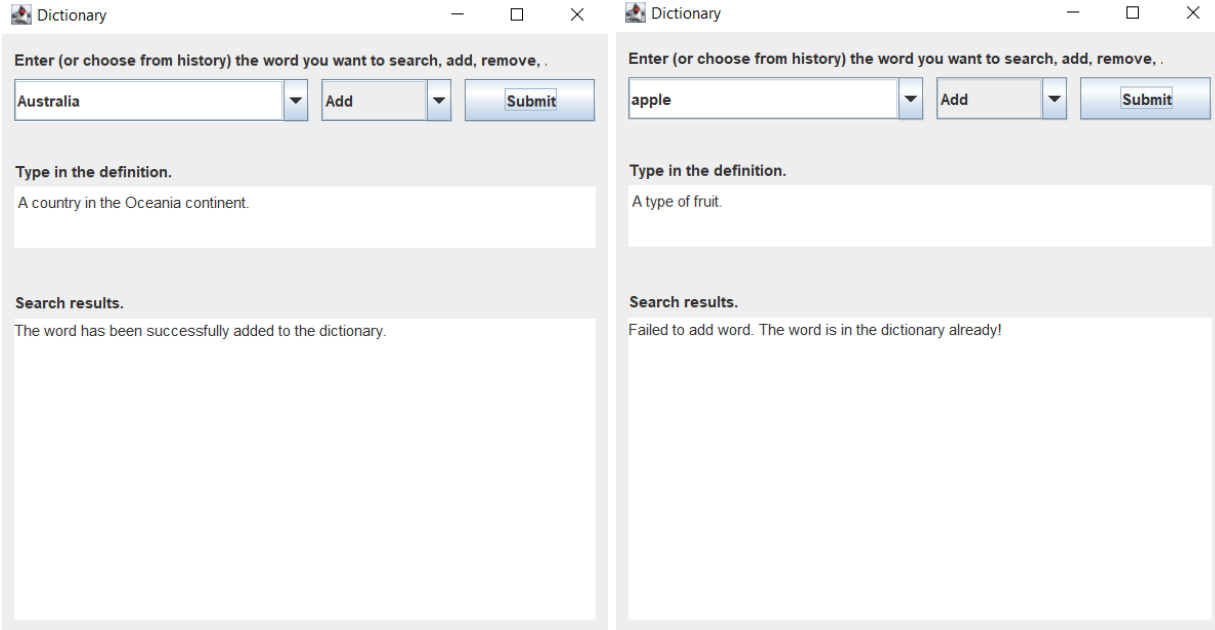 Dictionary
Enter (or choose from history) the word you want to search, add, remove, .
Australia
Add
Submit
Type in the definition.
A country in the Oceania continent.
Search results.
The word has been successfully added to the dictionary.
Dictionary
Enter (or choose from history) the word you want to search, add, remove, .
apple
Add
Submit
Type in the definition.
A type of fruit.
Search results.
Failed to add word. The word is in the dictionary already!